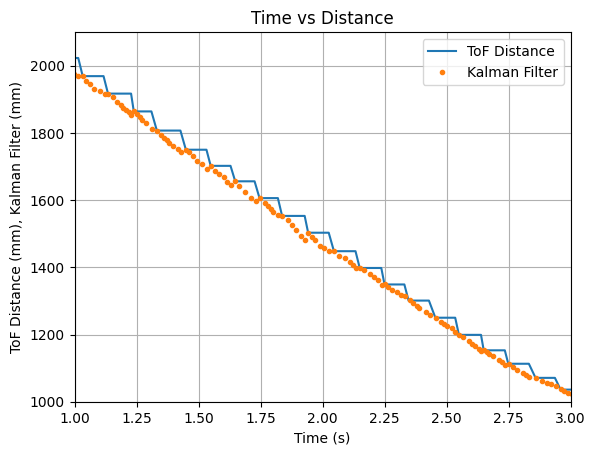 Time vs Distance
ToF Distance
Kalman Filter
ToF Distance (mm), Kalman Filter (mm)
2000
1800
1600
1400
1200
1000
1.00 1.25 1.50 1.75 2.00 2.25 2.50 2.75 3.00
Time (s)